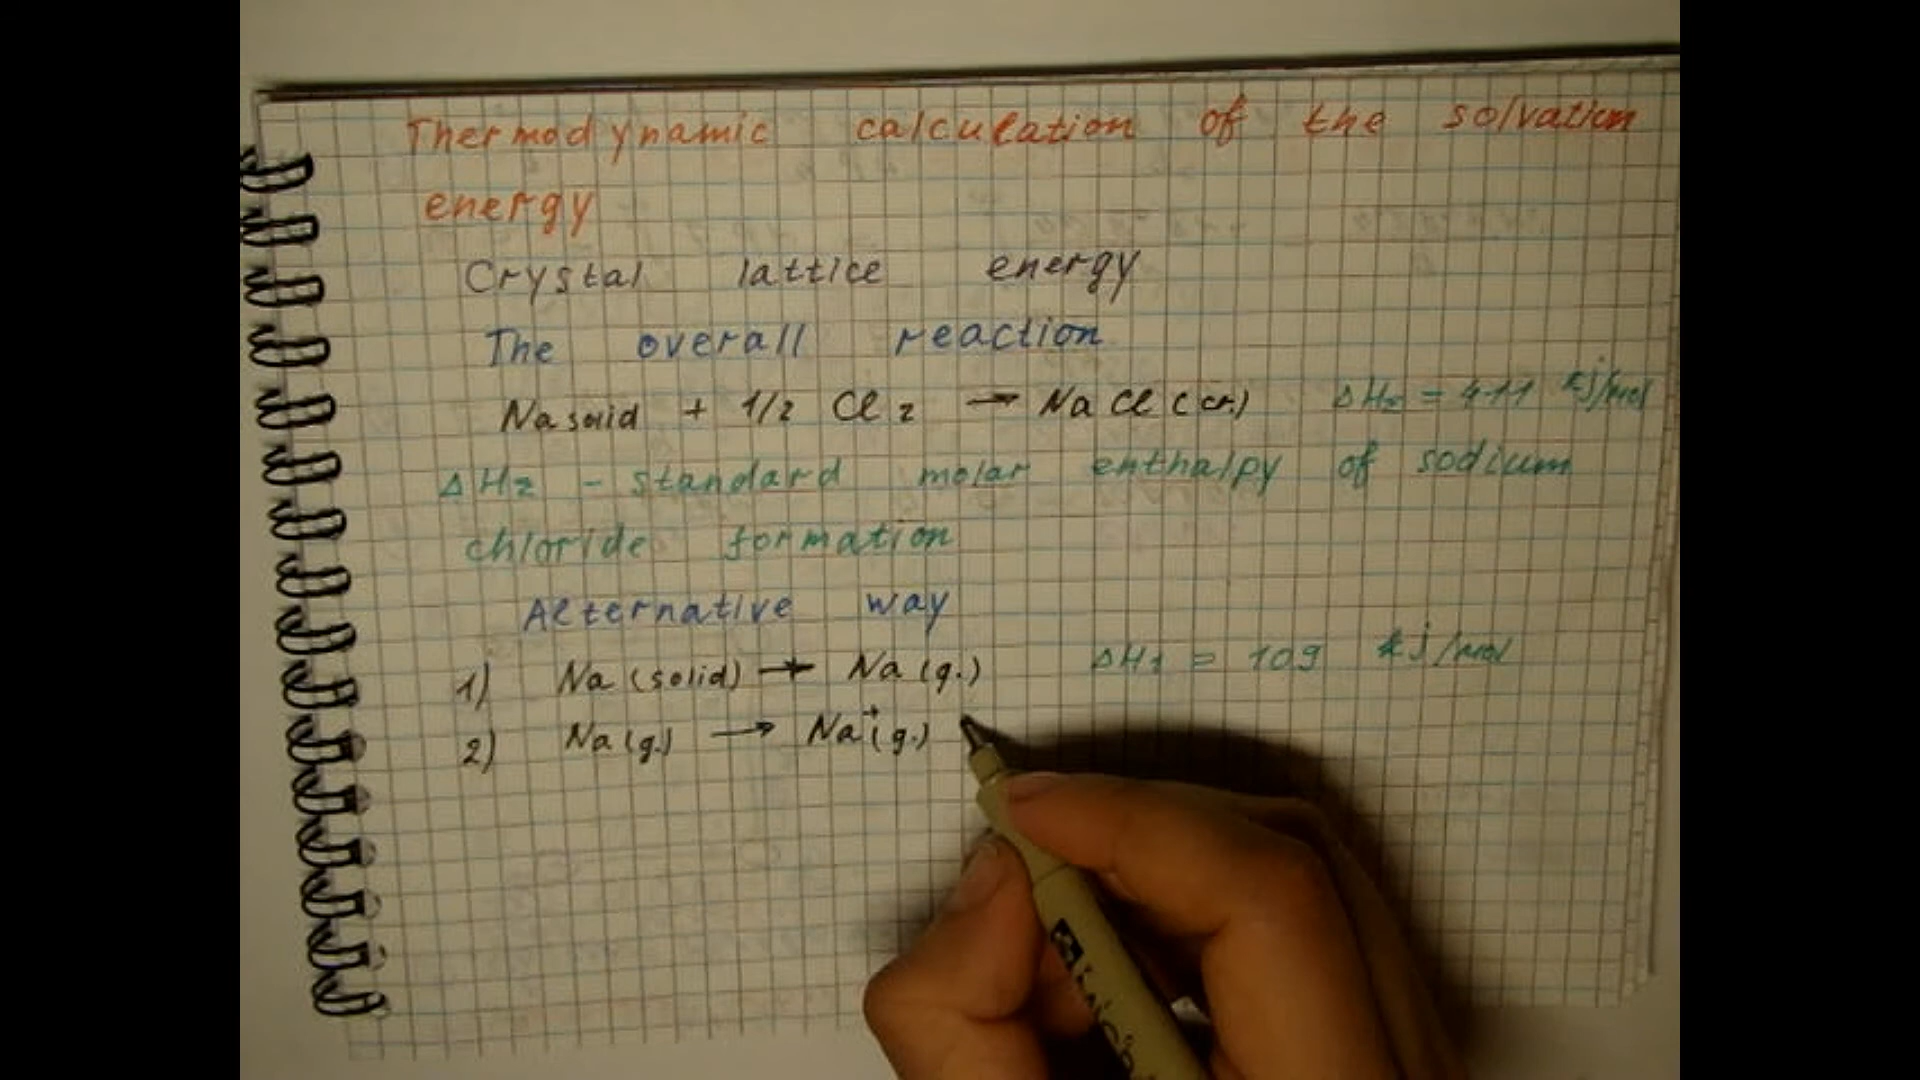 Thermodynamic calculation of the solvation
energy
Crystal lattice energy
The overall reaction
Na solid + 1/2 Cl2 → NaCl (cr.) ΔH2 = 411 kj/mol
ΔH2 - standard molar enthalpy of sodium
chloride formation
Alternative way
1) Na (solid) → Na (g.) ΔH1 = 109 kj/mol
2) Na (g.) → Na+ (g.)